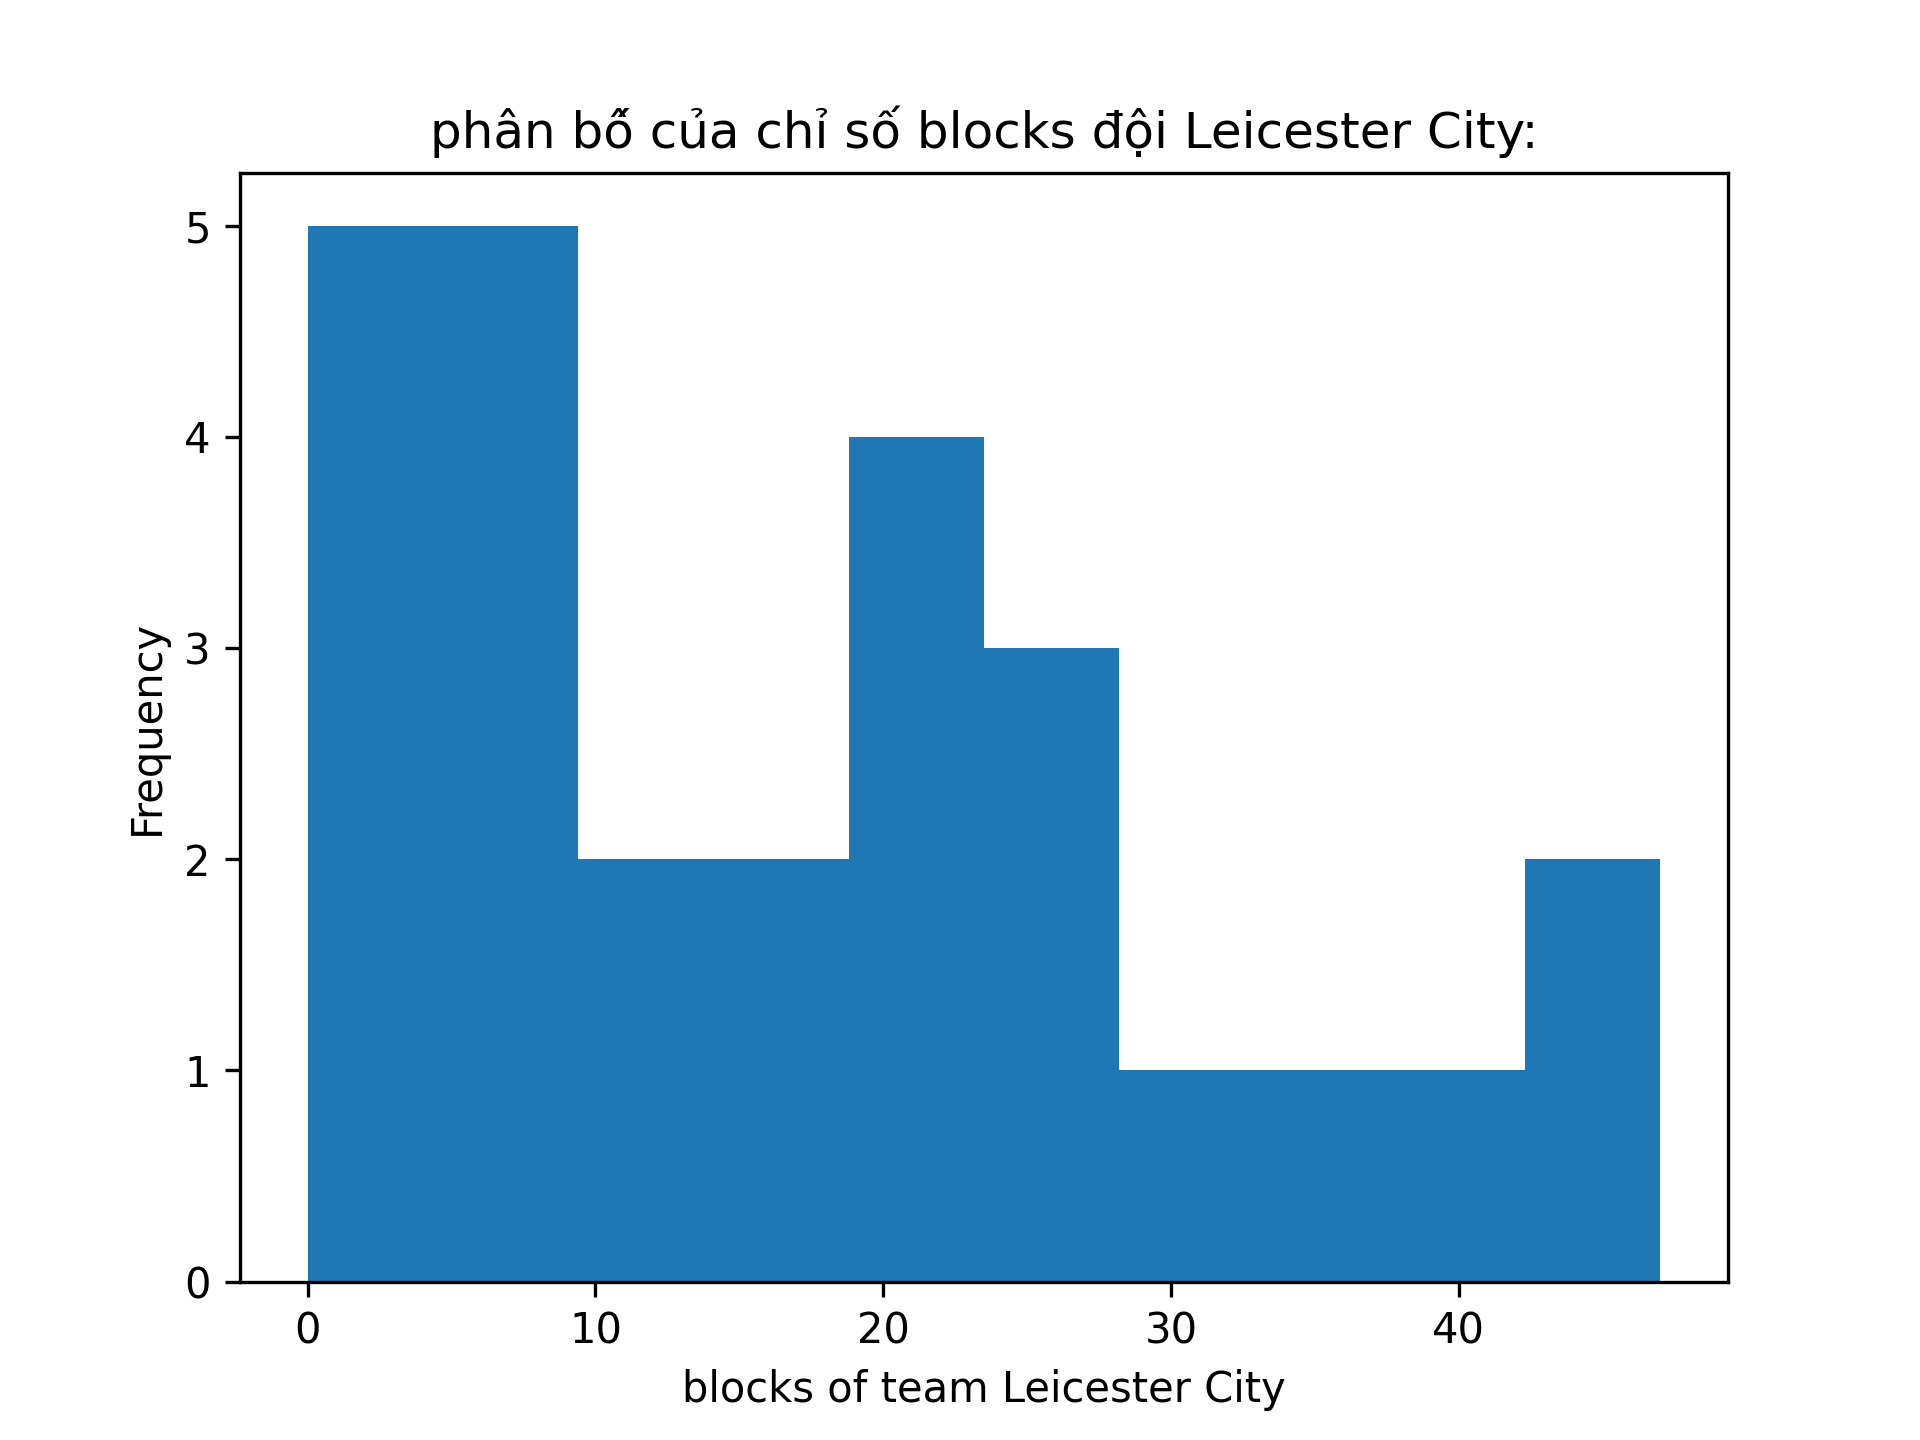 phân bố của chỉ số blocks đội Leicester City:
5
4
3
2
1
0
Frequency
0 10 20 30 40
blocks of team Leicester City